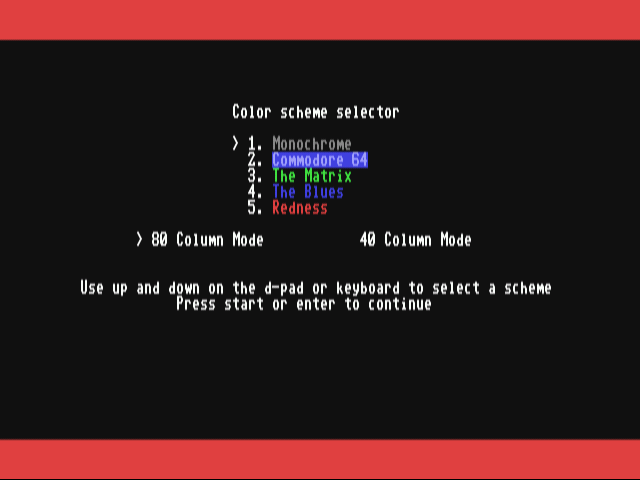 Color scheme selector
> 1. Monochrome
2. Commodore 64
3. The Matrix
4. The Blues
5. Redness
> 80 Column Mode 40 Column Mode
Use up and down on the d-pad or keyboard to select a scheme
Press start or enter to continue